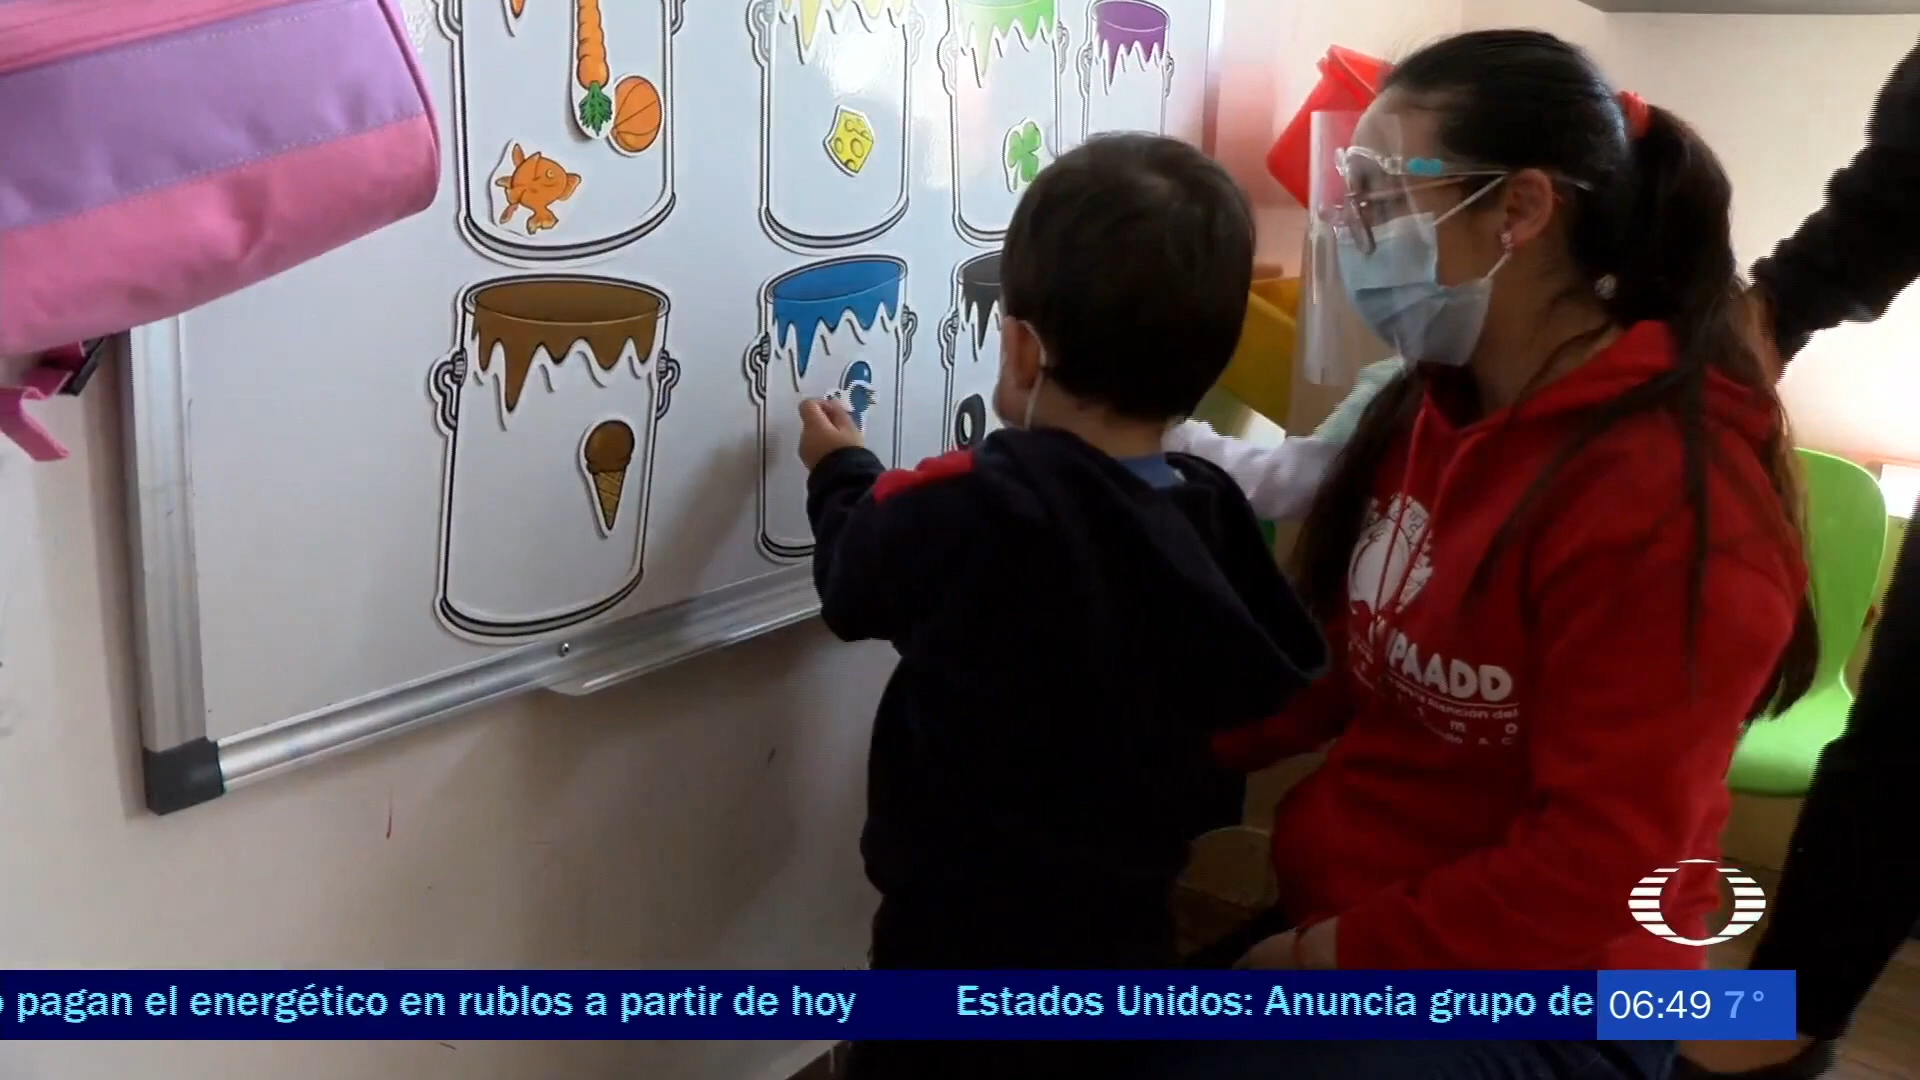 PAADD
o pagan el energético en rublos a partir de hoy Estados Unidos: Anuncia grupo de
06:49 7°